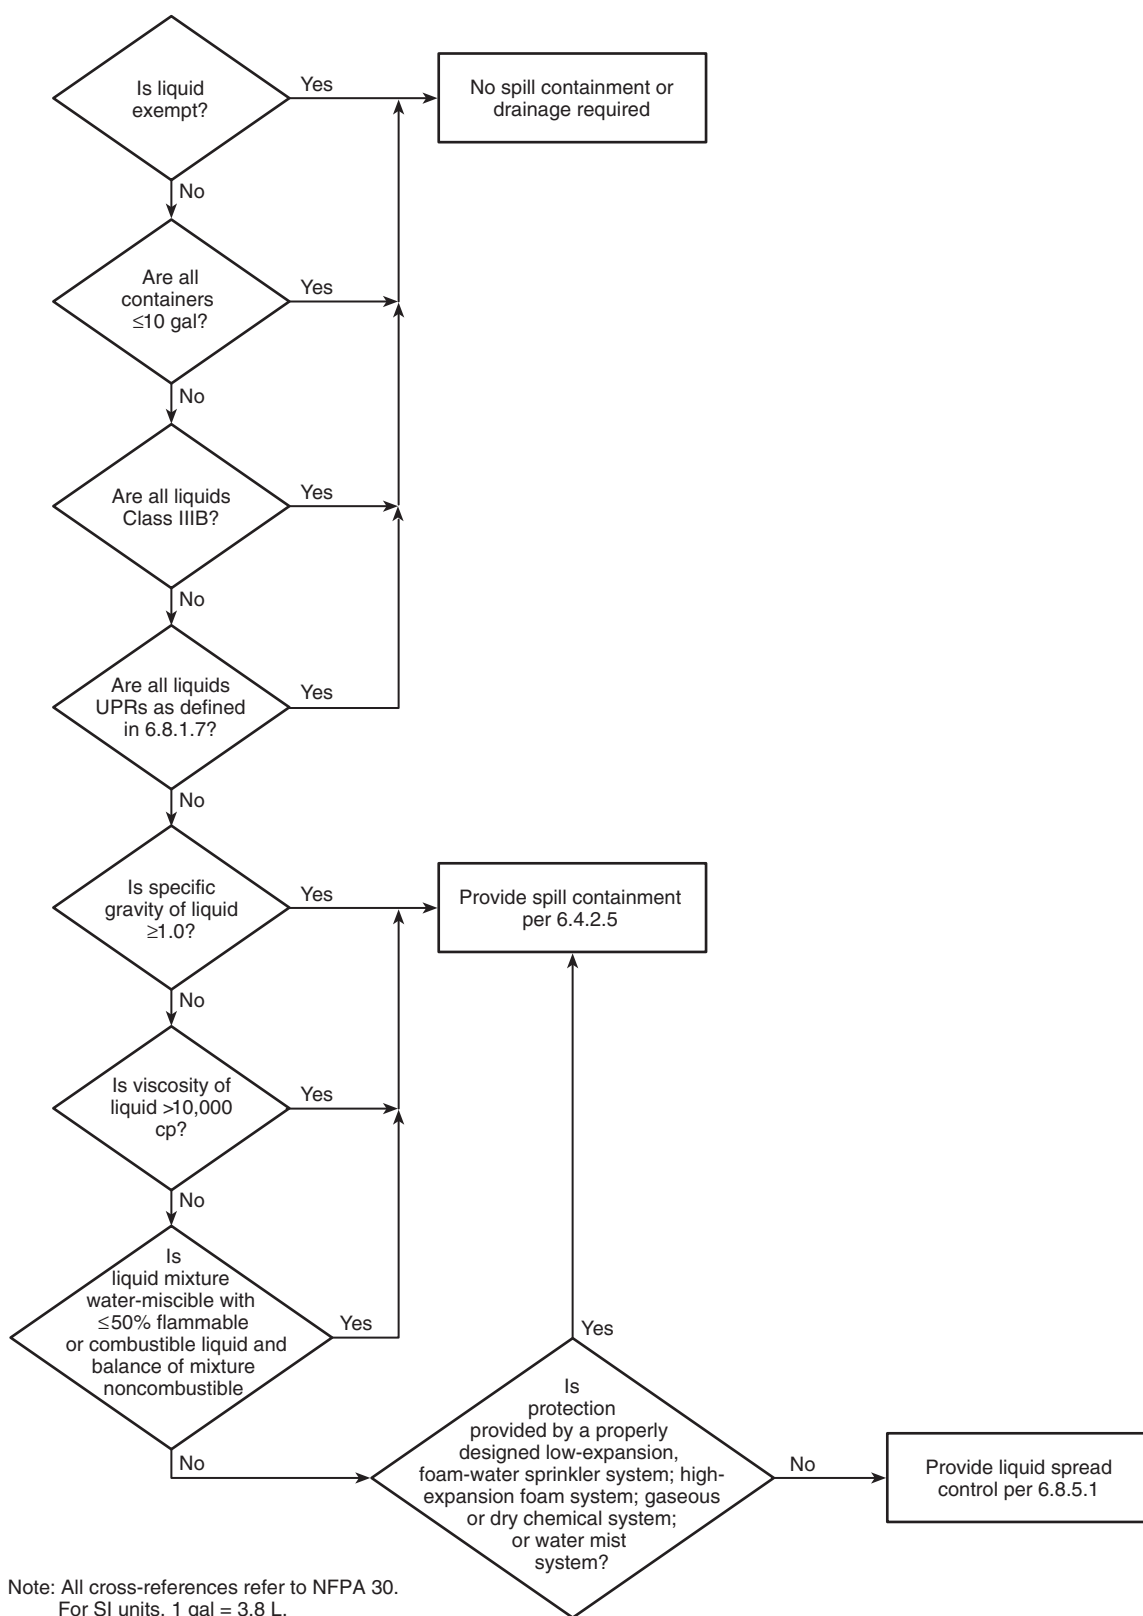 Is liquid
exempt?
Yes
No spill containment or
drainage required
No
Are all
containers
≤10 gal?
Yes
No
Are all liquids
Class IIIB?
Yes
No
Are all liquids
UPRs as defined
in 6.8.1.7?
Yes
No
Is specific
gravity of liquid
≥1.0?
Yes
Provide spill containment
per 6.4.2.5
No
Is viscosity of
liquid >10,000
cp?
Yes
No
Is
liquid mixture
water-miscible with
≤50% flammable
or combustible liquid and
balance of mixture
noncombustible
Yes
No
Yes
Is
protection
provided by a properly
designed low-expansion,
foam-water sprinkler system; high-
expansion foam system; gaseous
or dry chemical system;
or water mist
system?
No
Provide liquid spread
control per 6.8.5.1
Note: All cross-references refer to NFPA 30.
For SI units, 1 gal = 3.8 L.